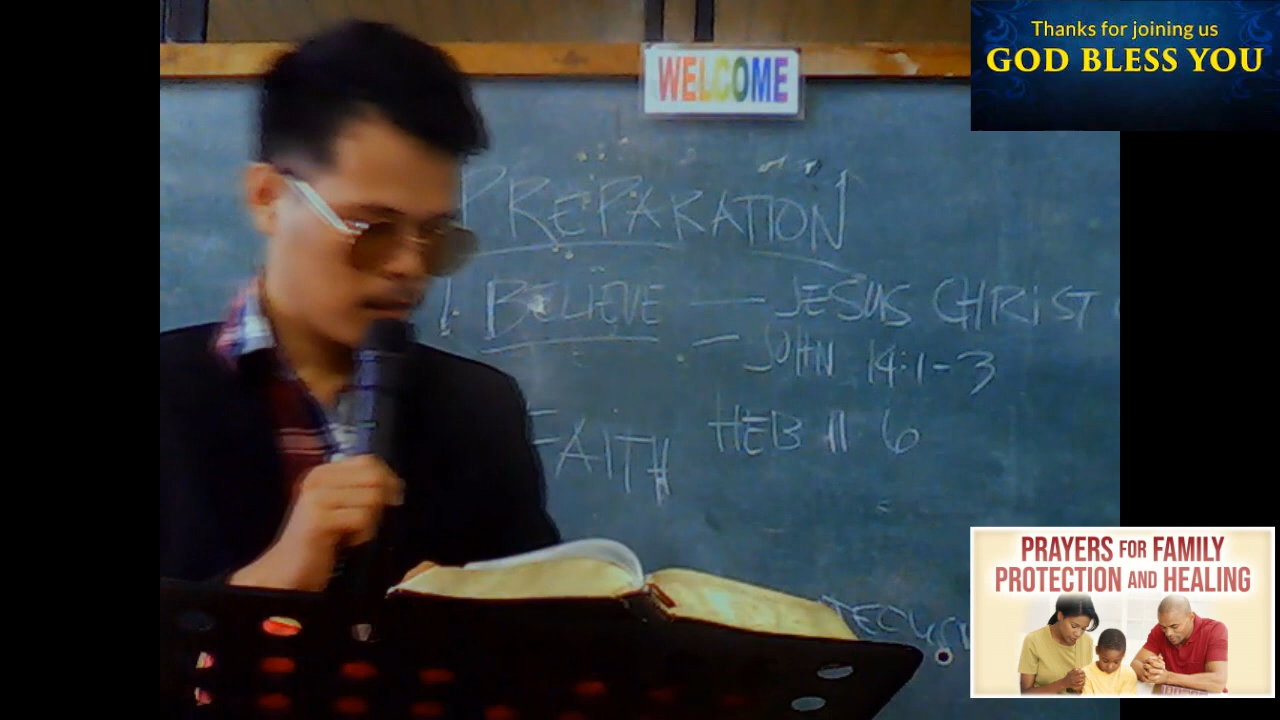 Thanks for joining us
GOD BLESS YOU
WELCOME
PREPARATION
1. BELIEVE — JESUS CHRIST
– JOHN 14:1-3
FAITH HEB 11 6
PRAYERS FOR FAMILY
PROTECTION AND HEALING